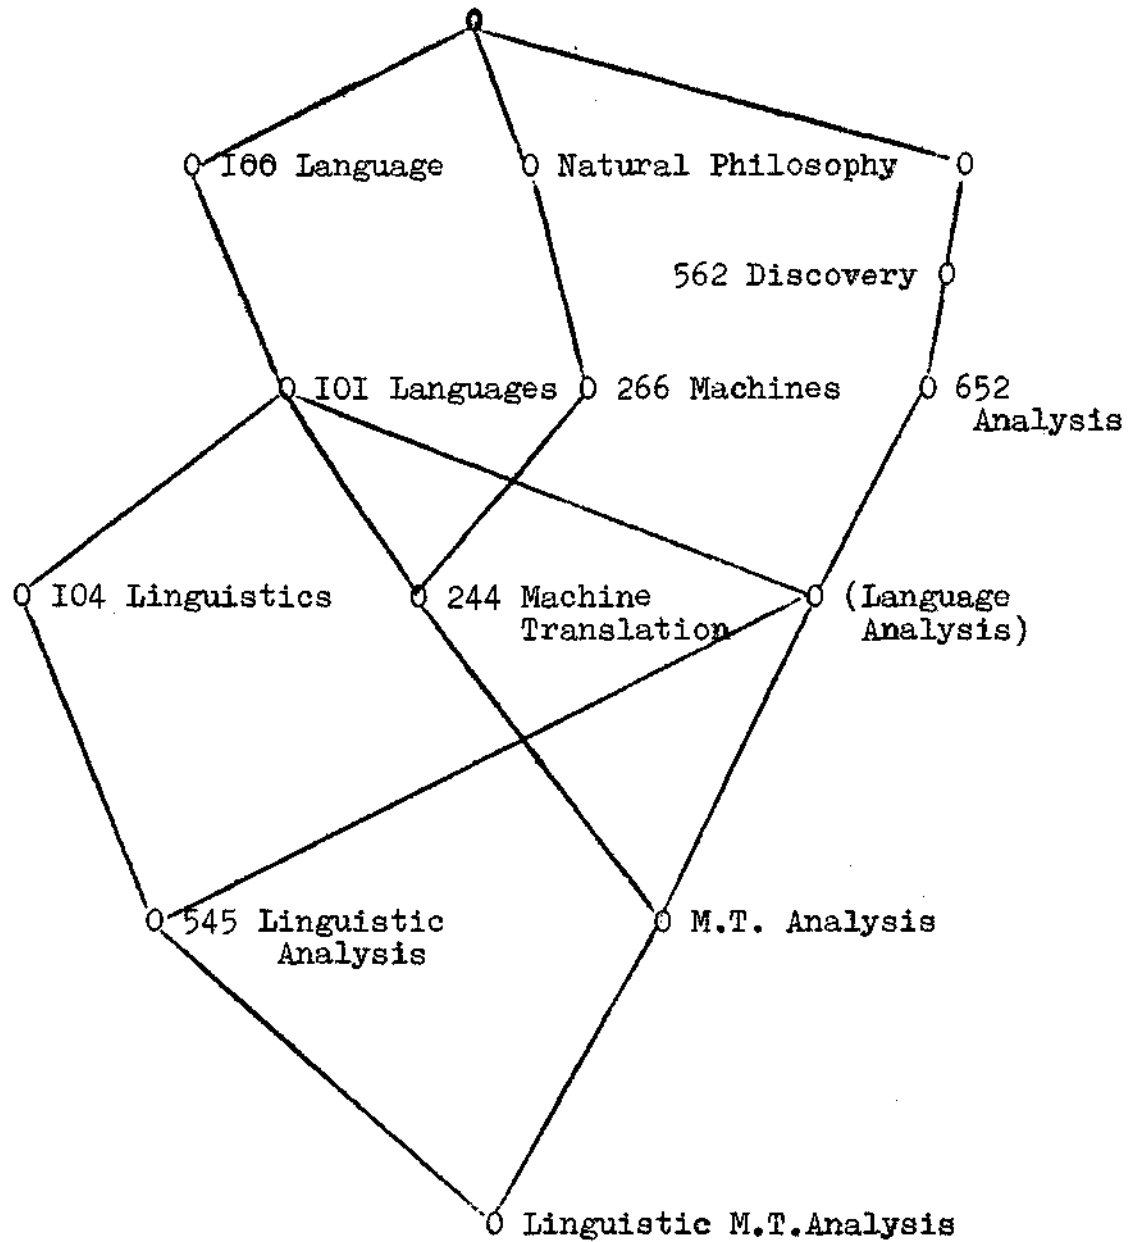 I00 Language
Natural Philosophy
562 Discovery
I0I Languages
266 Machines
652
Analysis
I04 Linguistics
244 Machine
Translation
(Language
Analysis)
545 Linguistic
Analysis
M.T. Analysis
Linguistic M.T.Analysis